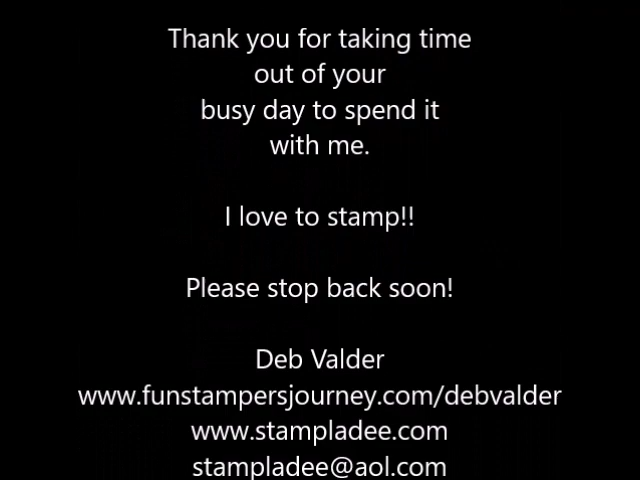 Thank you for taking time
out of your
busy day to spend it
with me.
I love to stamp!!
Please stop back soon!
Deb Valder
www.funstampersjourney.com/debvalder
www.stampladee.com
stampladee@aol.com